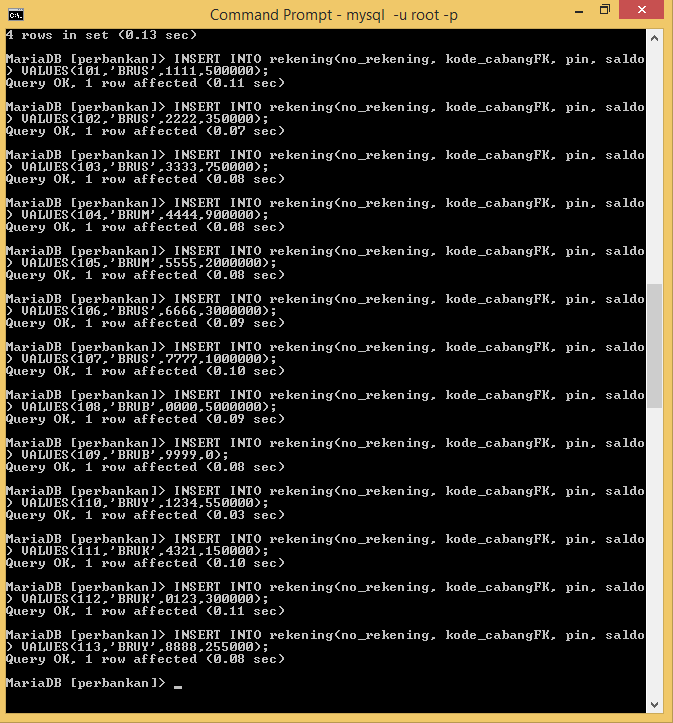 Command Prompt - mysql  -u root -p
4 rows in set (0.13 sec)
MariaDB [perbankan]> INSERT INTO rekening(no_rekening, kode_cabangFK, pin, saldo
) VALUES(101,'BRUS',1111,500000);
Query OK, 1 row affected (0.11 sec)
MariaDB [perbankan]> INSERT INTO rekening(no_rekening, kode_cabangFK, pin, saldo
) VALUES(102,'BRUS',2222,350000);
Query OK, 1 row affected (0.07 sec)
MariaDB [perbankan]> INSERT INTO rekening(no_rekening, kode_cabangFK, pin, saldo
) VALUES(103,'BRUS',3333,750000);
Query OK, 1 row affected (0.08 sec)
MariaDB [perbankan]> INSERT INTO rekening(no_rekening, kode_cabangFK, pin, saldo
) VALUES(104,'BRUM',4444,900000);
Query OK, 1 row affected (0.08 sec)
MariaDB [perbankan]> INSERT INTO rekening(no_rekening, kode_cabangFK, pin, saldo
) VALUES(105,'BRUM',5555,2000000);
Query OK, 1 row affected (0.08 sec)
MariaDB [perbankan]> INSERT INTO rekening(no_rekening, kode_cabangFK, pin, saldo
) VALUES(106,'BRUS',6666,3000000);
Query OK, 1 row affected (0.09 sec)
MariaDB [perbankan]> INSERT INTO rekening(no_rekening, kode_cabangFK, pin, saldo
) VALUES(107,'BRUS',7777,1000000);
Query OK, 1 row affected (0.10 sec)
MariaDB [perbankan]> INSERT INTO rekening(no_rekening, kode_cabangFK, pin, saldo
) VALUES(108,'BRUB',0000,5000000);
Query OK, 1 row affected (0.09 sec)
MariaDB [perbankan]> INSERT INTO rekening(no_rekening, kode_cabangFK, pin, saldo
) VALUES(109,'BRUB',9999,0);
Query OK, 1 row affected (0.08 sec)
MariaDB [perbankan]> INSERT INTO rekening(no_rekening, kode_cabangFK, pin, saldo
) VALUES(110,'BRUY',1234,550000);
Query OK, 1 row affected (0.03 sec)
MariaDB [perbankan]> INSERT INTO rekening(no_rekening, kode_cabangFK, pin, saldo
) VALUES(111,'BRUK',4321,150000);
Query OK, 1 row affected (0.10 sec)
MariaDB [perbankan]> INSERT INTO rekening(no_rekening, kode_cabangFK, pin, saldo
) VALUES(112,'BRUK',0123,300000);
Query OK, 1 row affected (0.11 sec)
MariaDB [perbankan]> INSERT INTO rekening(no_rekening, kode_cabangFK, pin, saldo
) VALUES(113,'BRUY',8888,255000);
Query OK, 1 row affected (0.08 sec)
MariaDB [perbankan]> _